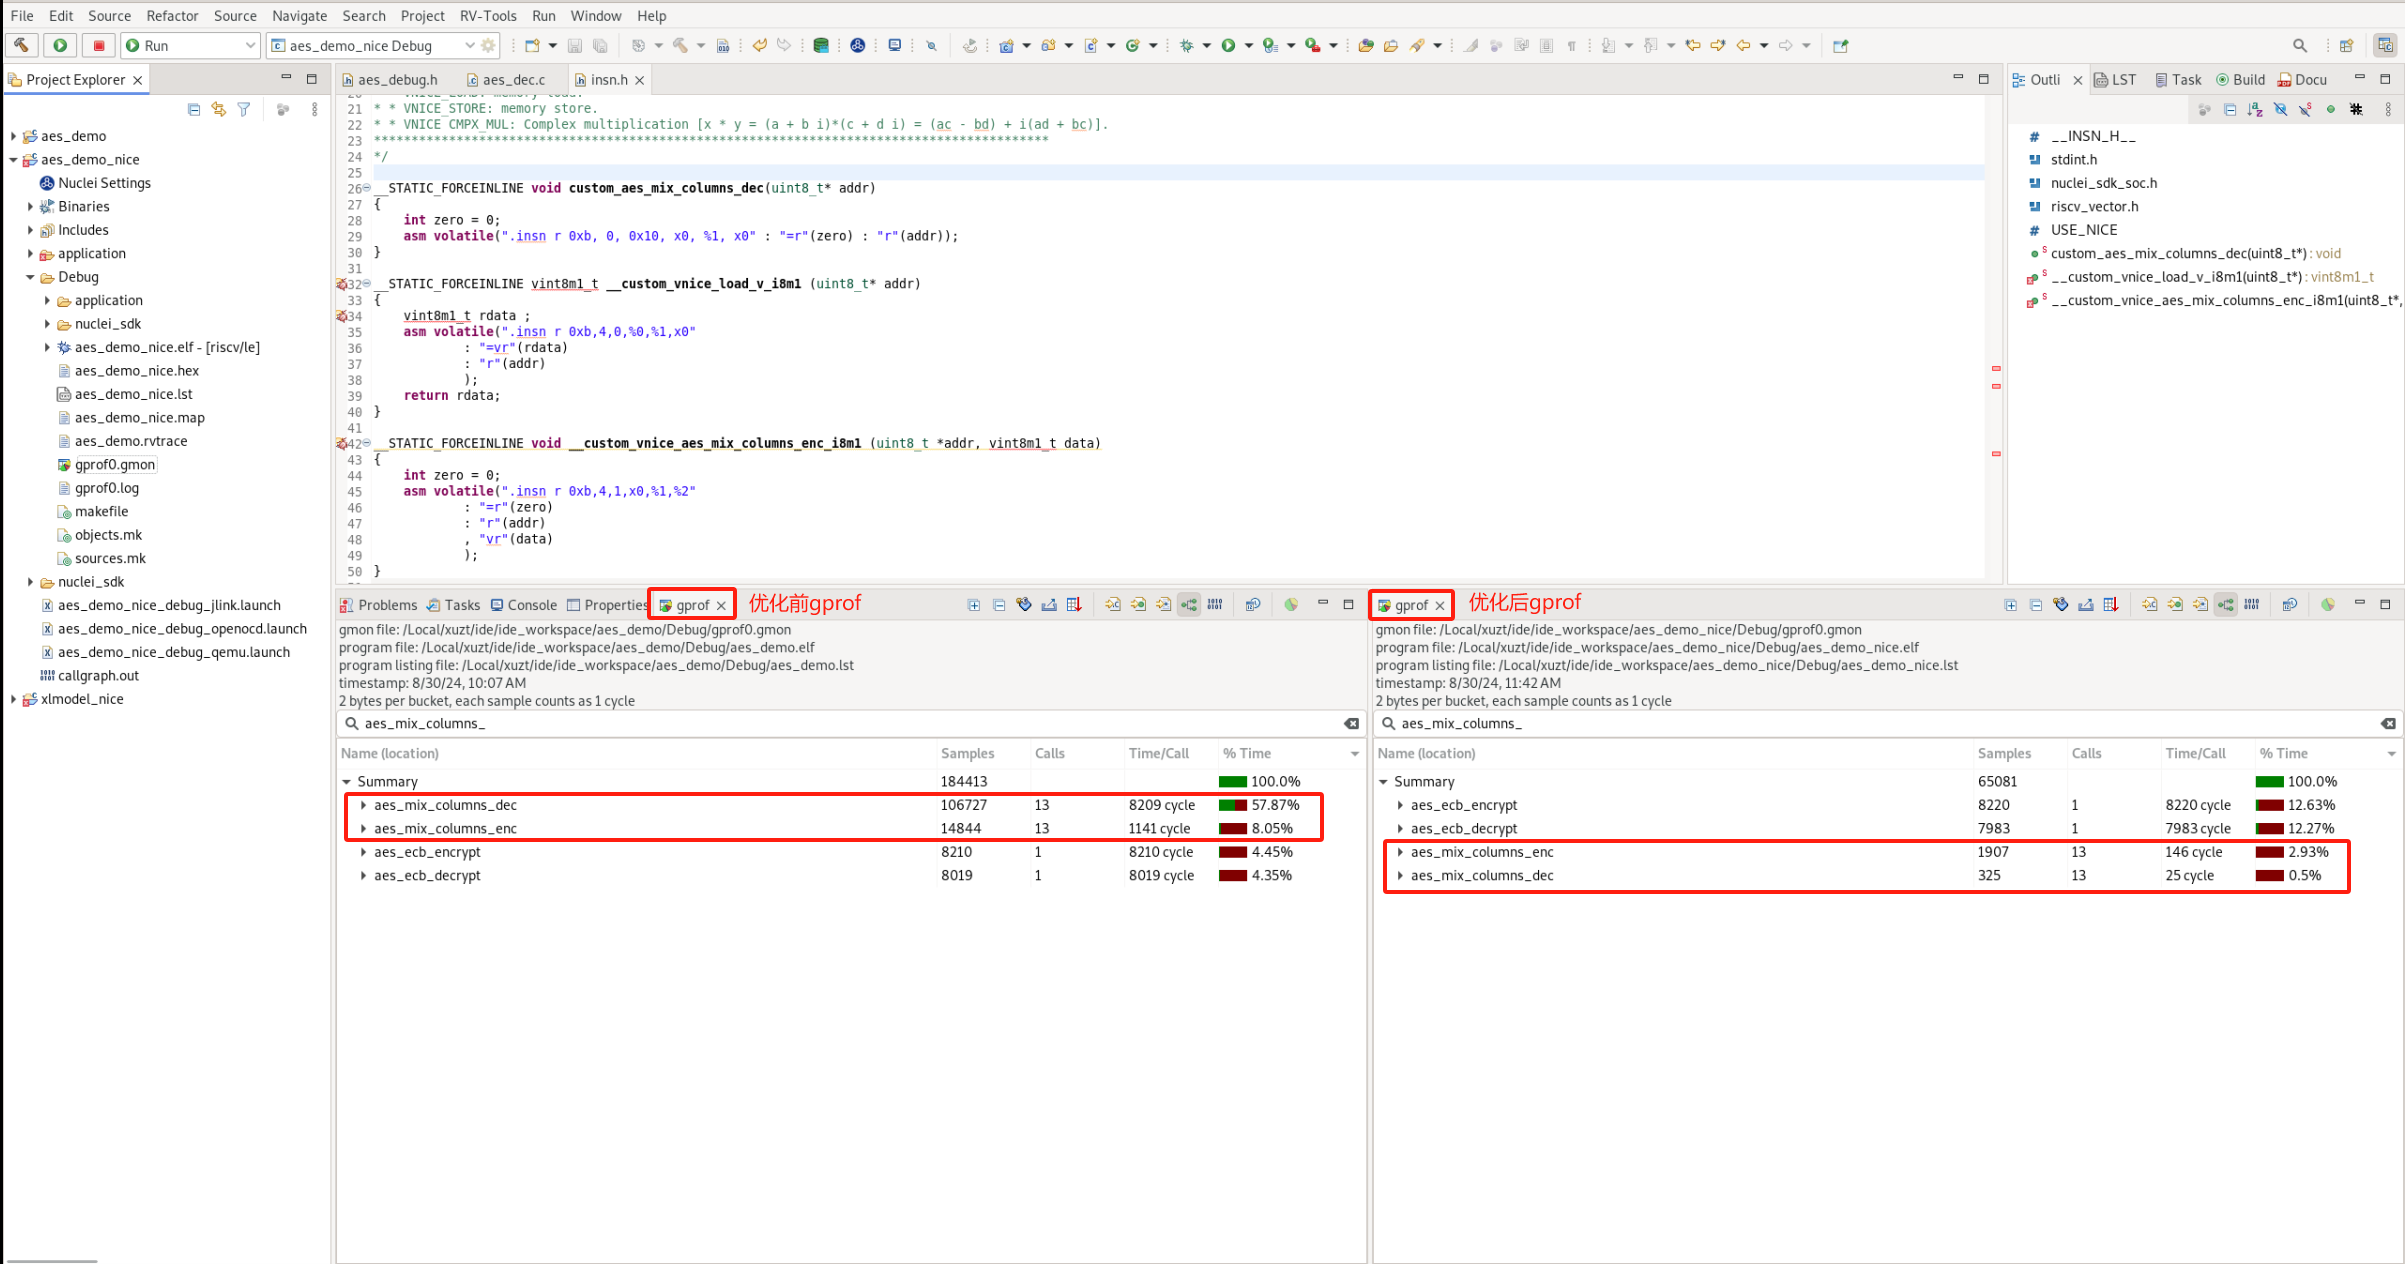 File Edit Source Refactor Source Navigate Search Project RV-Tools Run Window Help
Run
aes_demo_nice Debug
Project Explorer
aes_demo
aes_demo_nice
Nuclei Settings
Binaries
Includes
application
Debug
application
nuclei_sdk
aes_demo_nice.elf - [riscv/le]
aes_demo_nice.hex
aes_demo_nice.lst
aes_demo_nice.map
aes_demo.rvtrace
gprof0.gmon
gprof0.log
makefile
objects.mk
sources.mk
nuclei_sdk
aes_demo_nice_debug_jlink.launch
aes_demo_nice_debug_openocd.launch
aes_demo_nice_debug_qemu.launch
callgraph.out
xlmodel_nice
aes_debug.h aes_dec.c insn.h
21 * * VNICE_STORE: memory store.
22 * * VNICE CMPX_MUL: Complex multiplication [x * y = (a + b i)*(c + d i) = (ac - bd) + i(ad + bc)].
23 ******************************************************************************************
24 */
25
26 __STATIC_FORCEINLINE void custom_aes_mix_columns_dec(uint8_t* addr)
27 {
28 int zero = 0;
29 asm volatile(".insn r 0xb, 0, 0x10, x0, %1, x0" : "=r"(zero) : "r"(addr));
30 }
31
32 __STATIC_FORCEINLINE vint8m1_t __custom_vnice_load_v_i8m1 (uint8_t* addr)
33 {
34 vint8m1_t rdata ;
35 asm volatile(".insn r 0xb,4,0,%0,%1,x0"
36 : "=vr"(rdata)
37 : "r"(addr)
38 );
39 return rdata;
40 }
41
42 __STATIC_FORCEINLINE void __custom_vnice_aes_mix_columns_enc_i8m1 (uint8_t *addr, vint8m1_t data)
43 {
44 int zero = 0;
45 asm volatile(".insn r 0xb,4,1,x0,%1,%2"
46 : "=r"(zero)
47 : "r"(addr)
48 , "vr"(data)
49 );
50 }
Outli LST Task Build Docu
__INSN_H__
stdint.h
nuclei_sdk_soc.h
riscv_vector.h
USE_NICE
custom_aes_mix_columns_dec(uint8_t*) : void
__custom_vnice_load_v_i8m1(uint8_t*) : vint8m1_t
__custom_vnice_aes_mix_columns_enc_i8m1(uint8_t*,
Problems Tasks Console Properties gprof 优化前gprof
gmon file: /Local/xuzt/ide/ide_workspace/aes_demo/Debug/gprof0.gmon
program file: /Local/xuzt/ide/ide_workspace/aes_demo/Debug/aes_demo.elf
program listing file: /Local/xuzt/ide/ide_workspace/aes_demo/Debug/aes_demo.lst
timestamp: 8/30/24, 10:07 AM
2 bytes per bucket, each sample counts as 1 cycle
aes_mix_columns_
Name (location) Samples Calls Time/Call % Time
Summary 184413 100.0%
aes_mix_columns_dec 106727 13 8209 cycle 57.87%
aes_mix_columns_enc 14844 13 1141 cycle 8.05%
aes_ecb_encrypt 8210 1 8210 cycle 4.45%
aes_ecb_decrypt 8019 1 8019 cycle 4.35%
gprof 优化后gprof
gmon file: /Local/xuzt/ide/ide_workspace/aes_demo_nice/Debug/gprof0.gmon
program file: /Local/xuzt/ide/ide_workspace/aes_demo_nice/Debug/aes_demo_nice.elf
program listing file: /Local/xuzt/ide/ide_workspace/aes_demo_nice/Debug/aes_demo_nice.lst
timestamp: 8/30/24, 11:42 AM
2 bytes per bucket, each sample counts as 1 cycle
aes_mix_columns_
Name (location) Samples Calls Time/Call % Time
Summary 65081 100.0%
aes_ecb_encrypt 8220 1 8220 cycle 12.63%
aes_ecb_decrypt 7983 1 7983 cycle 12.27%
aes_mix_columns_enc 1907 13 146 cycle 2.93%
aes_mix_columns_dec 325 13 25 cycle 0.5%